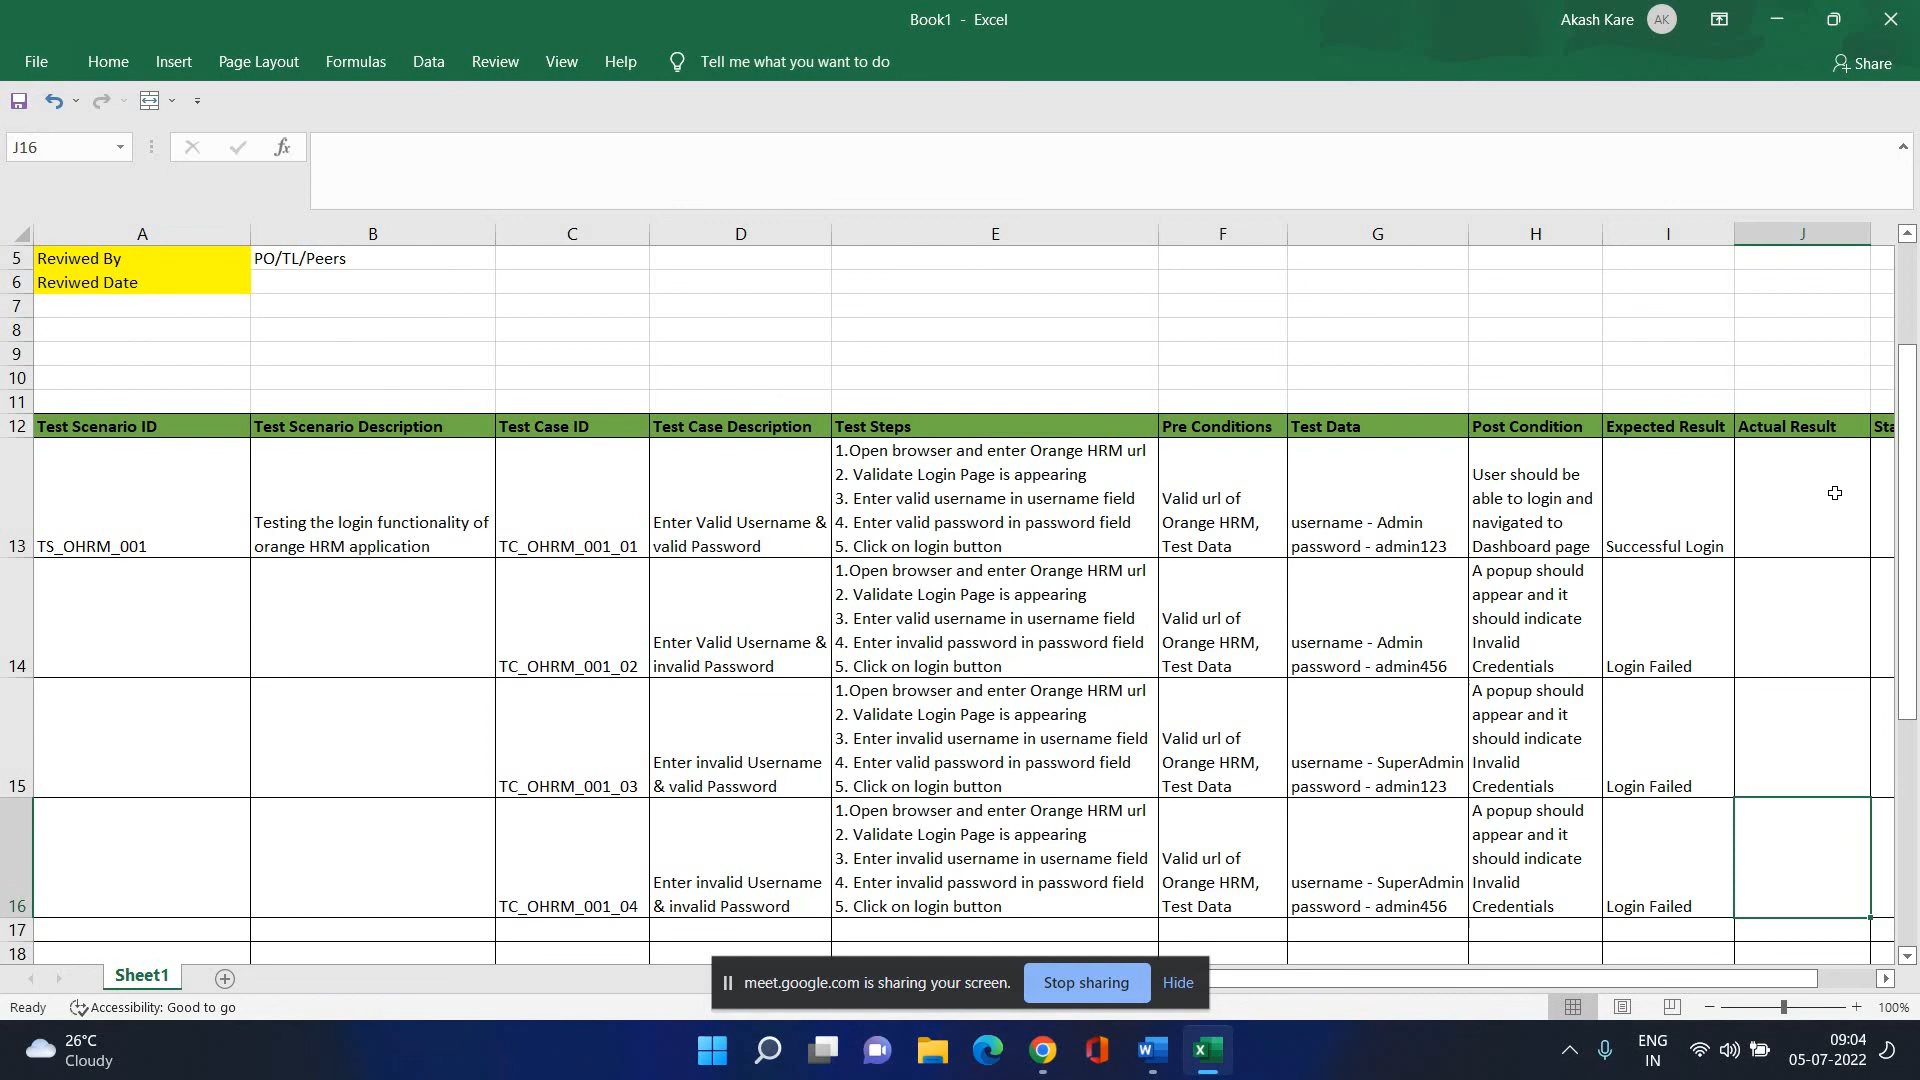 Book1 - Excel
Akash Kare AK
File Home Insert Page Layout Formulas Data Review View Help Tell me what you want to do Share
J16 fx
A B C D E F G H I J
5 Reviwed By PO/TL/Peers
6 Reviwed Date
7
8
9
10
11
12 Test Scenario ID Test Scenario Description Test Case ID Test Case Description Test Steps Pre Conditions Test Data Post Condition Expected Result Actual Result Sta
1.Open browser and enter Orange HRM url
2. Validate Login Page is appearing User should be
3. Enter valid username in username field Valid url of able to login and
Testing the login functionality of Enter Valid Username & 4. Enter valid password in password field Orange HRM, username - Admin navigated to
13 TS_OHRM_001 orange HRM application TC_OHRM_001_01 valid Password 5. Click on login button Test Data password - admin123 Dashboard page Successful Login
1.Open browser and enter Orange HRM url A popup should
2. Validate Login Page is appearing appear and it
3. Enter valid username in username field Valid url of should indicate
Enter Valid Username & 4. Enter invalid password in password field Orange HRM, username - Admin Invalid
14 TC_OHRM_001_02 invalid Password 5. Click on login button Test Data password - admin456 Credentials Login Failed
1.Open browser and enter Orange HRM url A popup should
2. Validate Login Page is appearing appear and it
3. Enter invalid username in username field Valid url of should indicate
Enter invalid Username 4. Enter valid password in password field Orange HRM, username - SuperAdmin Invalid
15 TC_OHRM_001_03 & valid Password 5. Click on login button Test Data password - admin123 Credentials Login Failed
1.Open browser and enter Orange HRM url A popup should
2. Validate Login Page is appearing appear and it
3. Enter invalid username in username field Valid url of should indicate
Enter invalid Username 4. Enter invalid password in password field Orange HRM, username - SuperAdmin Invalid
16 TC_OHRM_001_04 & invalid Password 5. Click on login button Test Data password - admin456 Credentials Login Failed
17
18
Sheet1
meet.google.com is sharing your screen. Stop sharing Hide
Ready Accessibility: Good to go 100%
26°C ENG 09:04
Cloudy IN 05-07-2022